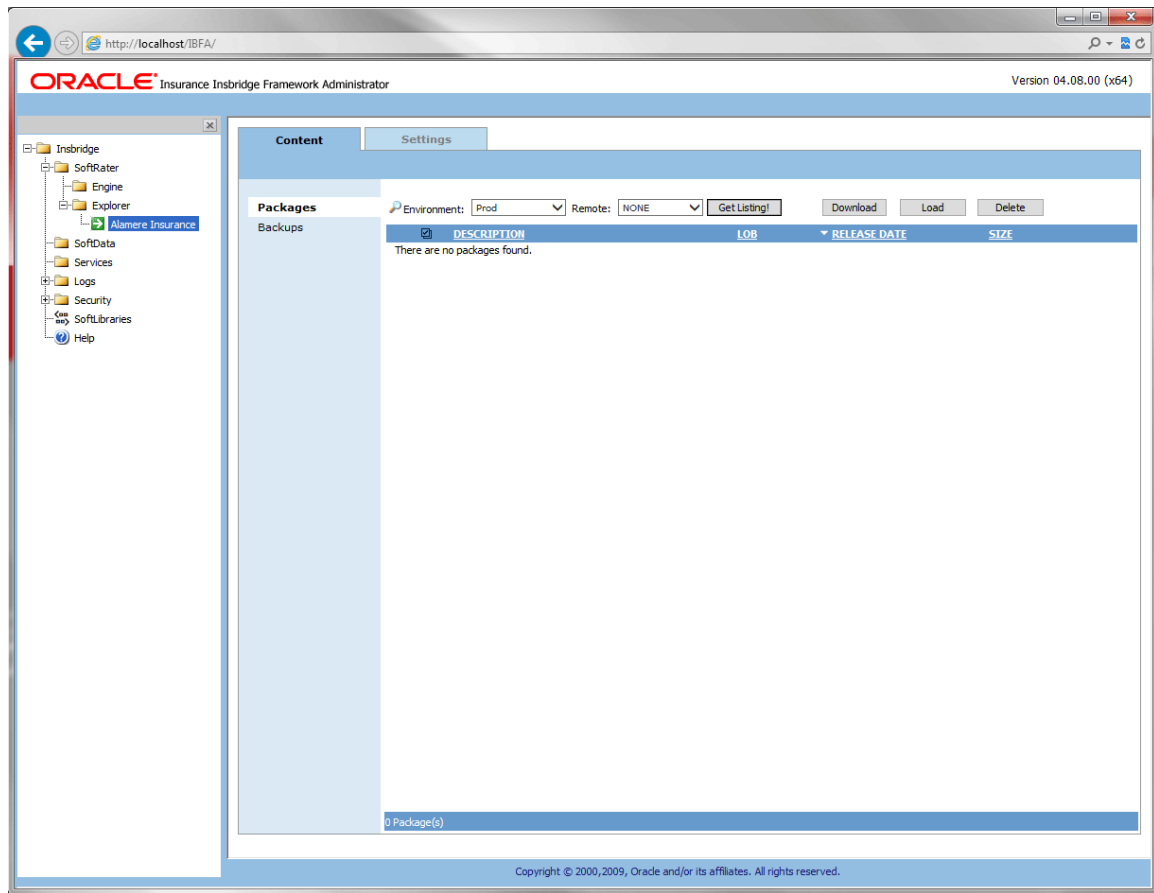 http://localhost/IBFA/
ORACLE Insurance Insbridge Framework Administrator
Version 04.08.00 (x64)
Insbridge
SoftRater
Engine
Explorer
Alamere Insurance
SoftData
Services
Logs
Security
SoftLibraries
Help
Content
Settings
Packages
Backups
Environment: Prod Remote: NONE Get Listing! Download Load Delete
DESCRIPTION LOB RELEASE DATE SIZE
There are no packages found.
0 Package(s)
Copyright © 2000,2009, Oracle and/or its affiliates. All rights reserved.